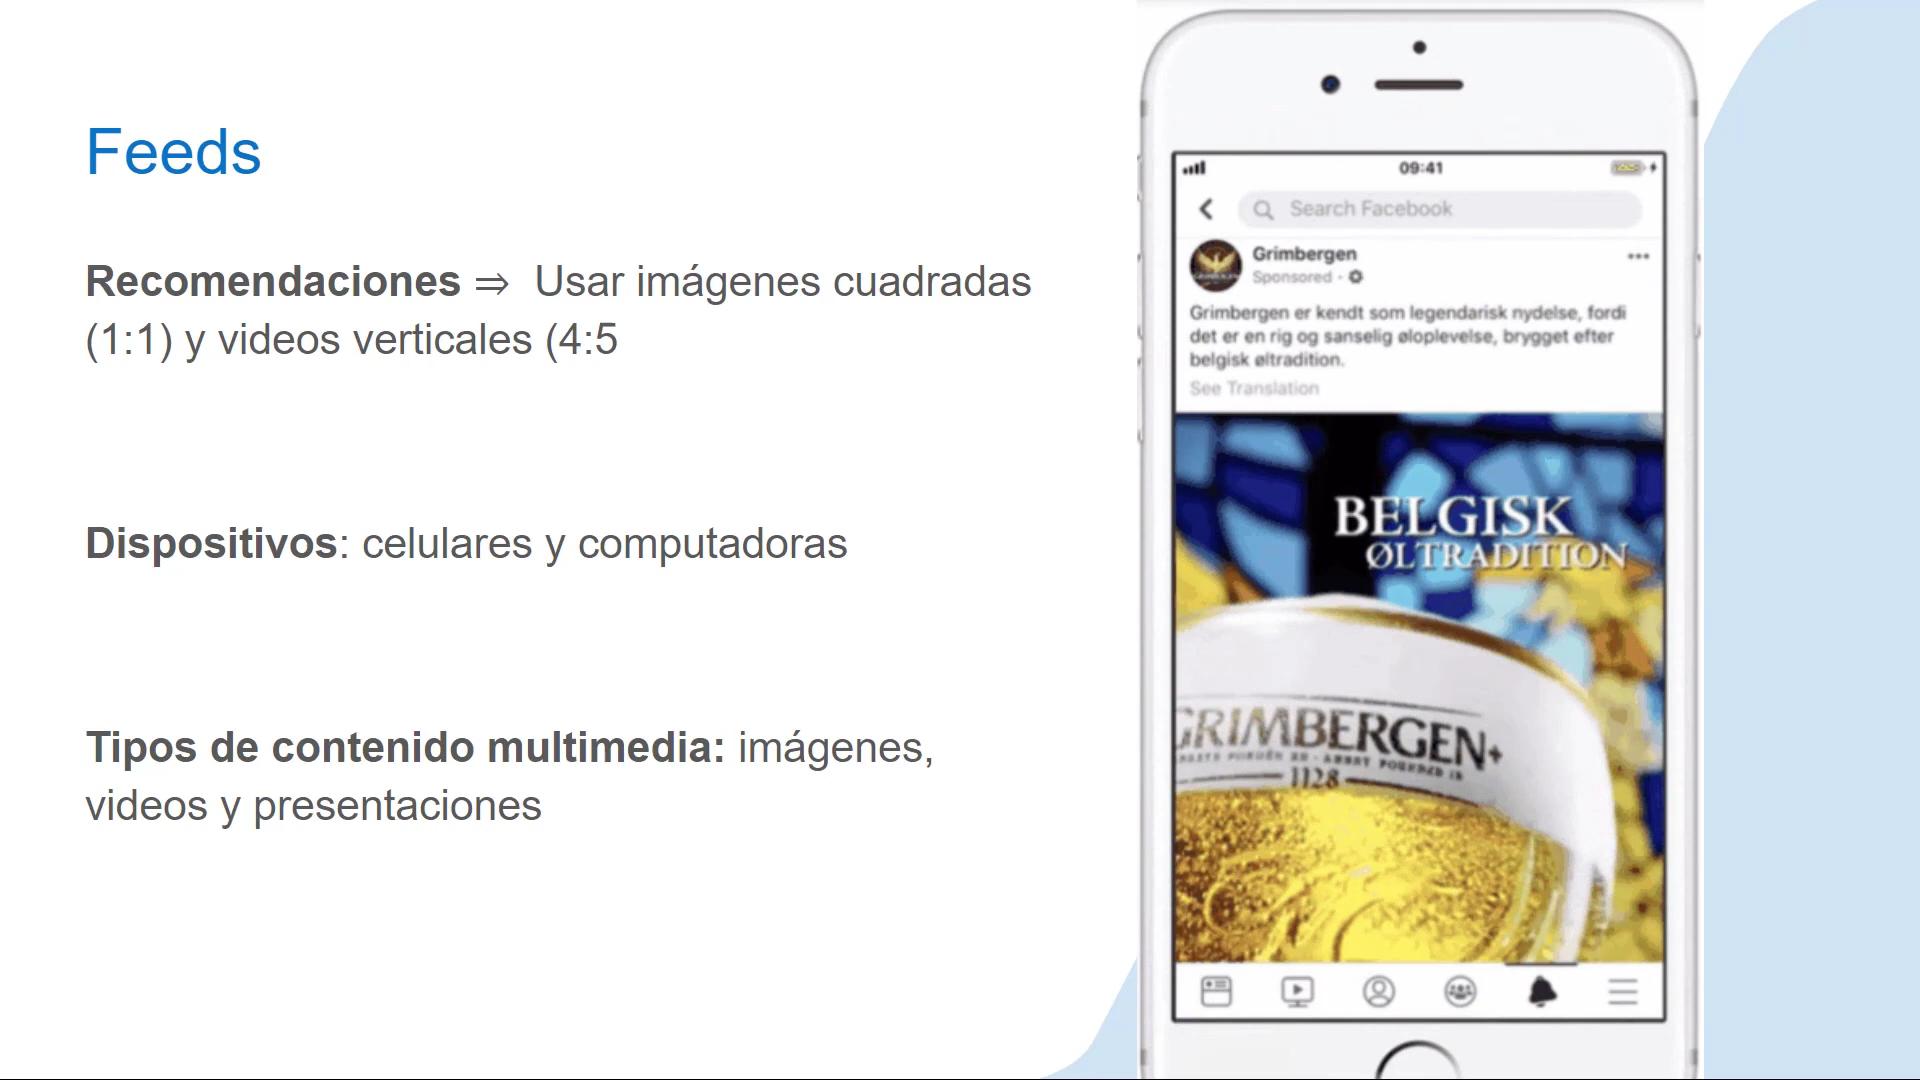 Feeds
Recomendaciones ⇒ Usar imágenes cuadradas
(1:1) y videos verticales (4:5
Dispositivos: celulares y computadoras
Tipos de contenido multimedia: imágenes,
videos y presentaciones
09:41
Search Facebook
Grimbergen
Sponsored ·
Grimbergen er kendt som legendarisk nydelse, fordi
det er en rig og sanselig øloplevelse, brygget efter
belgisk øltradition.
See Translation
BELGISK
ØLTRADITION
GRIMBERGEN
1128